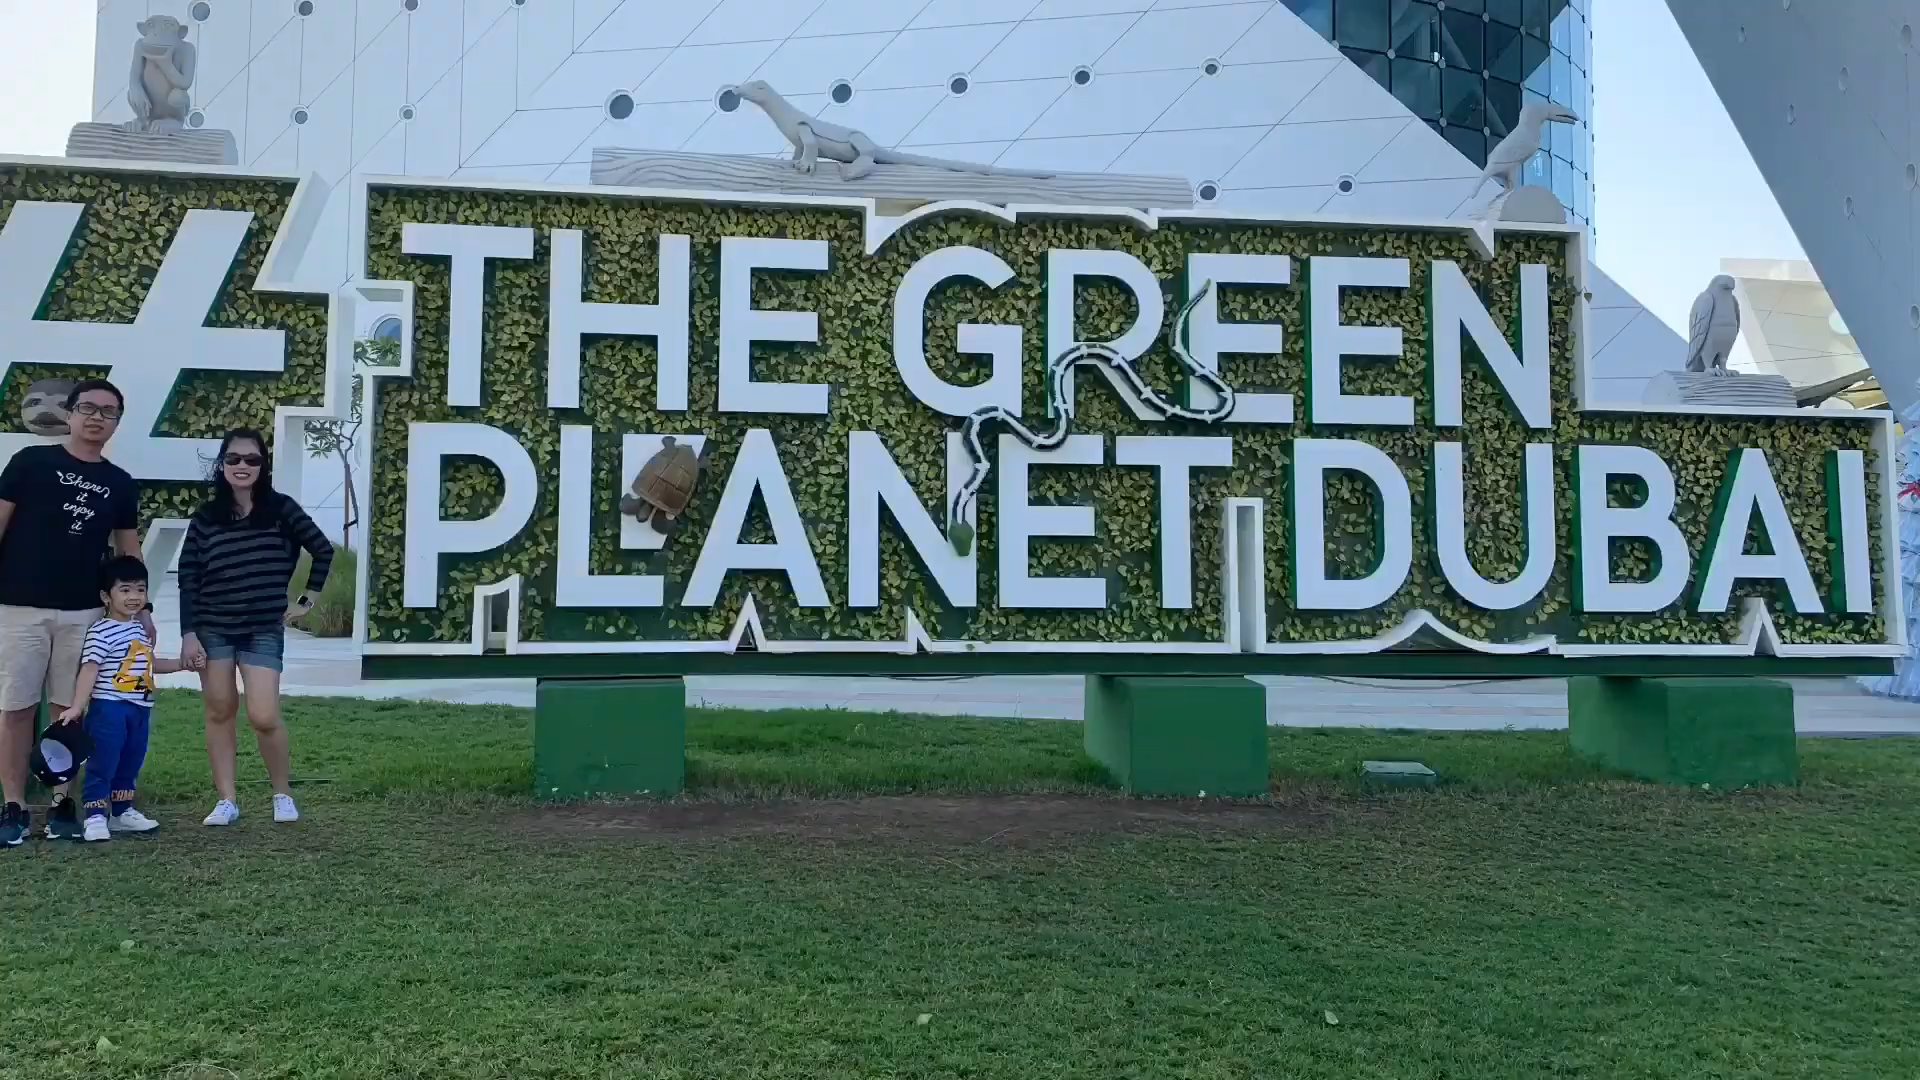 #THE GREEN
PLANET DUBAI
Share
it
enjoy
it